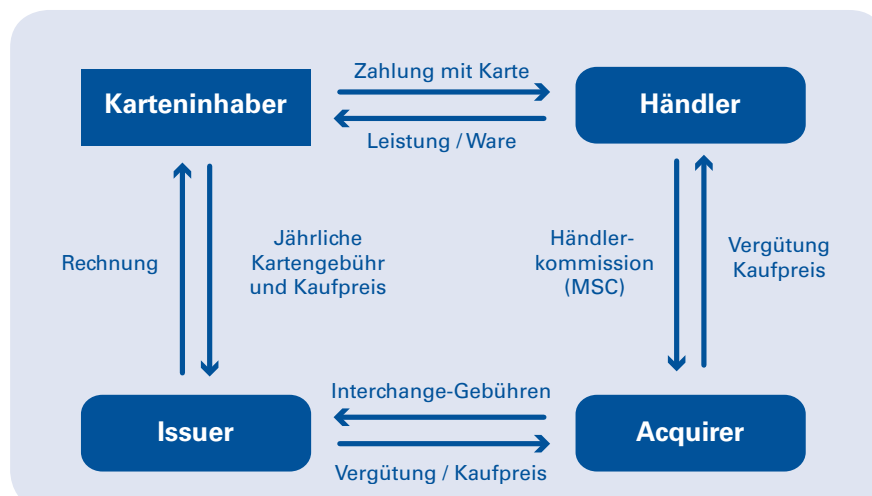 Zahlung mit Karte
Karteninhaber
Händler
Leistung / Ware
Rechnung
Jährliche
Kartengebühr
und Kaufpreis
Händler-
kommission
(MSC)
Vergütung
Kaufpreis
Interchange-Gebühren
Issuer
Acquirer
Vergütung / Kaufpreis